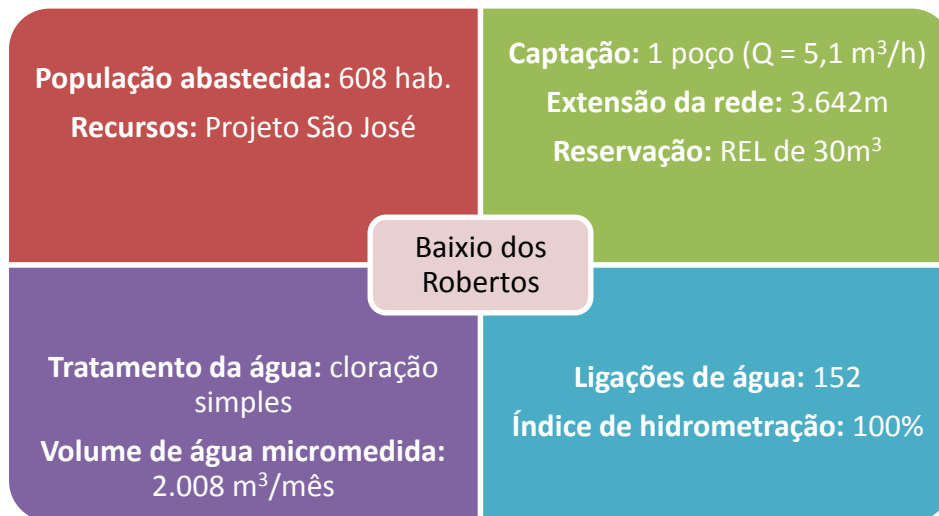 População abastecida: 608 hab.
Recursos: Projeto São José
Captação: 1 poço (Q = 5,1 m³/h)
Extensão da rede: 3.642m
Reservação: REL de 30m³
Baixio dos
Robertos
Tratamento da água: cloração
simples
Volume de água micromedida:
2.008 m³/mês
Ligações de água: 152
Índice de hidrometração: 100%